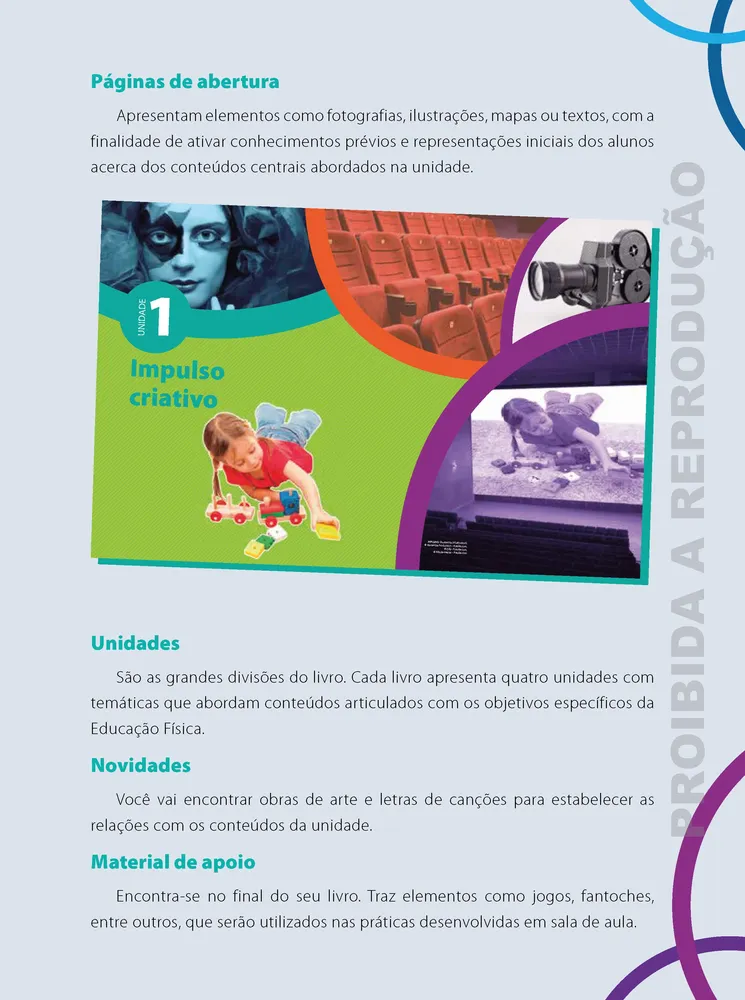 Páginas de abertura
Apresentam elementos como fotografias, ilustrações, mapas ou textos, com a
finalidade de ativar conhecimentos prévios e representações iniciais dos alunos
acerca dos conteúdos centrais abordados na unidade.
UNIDADE
1
Impulso
criativo
Unidades
São as grandes divisões do livro. Cada livro apresenta quatro unidades com
temáticas que abordam conteúdos articulados com os objetivos específicos da
Educação Física.
Novidades
Você vai encontrar obras de arte e letras de canções para estabelecer as
relações com os conteúdos da unidade.
Material de apoio
Encontra-se no final do seu livro. Traz elementos como jogos, fantoches,
entre outros, que serão utilizados nas práticas desenvolvidas em sala de aula.
PROIBIDA A REPRODUÇÃO